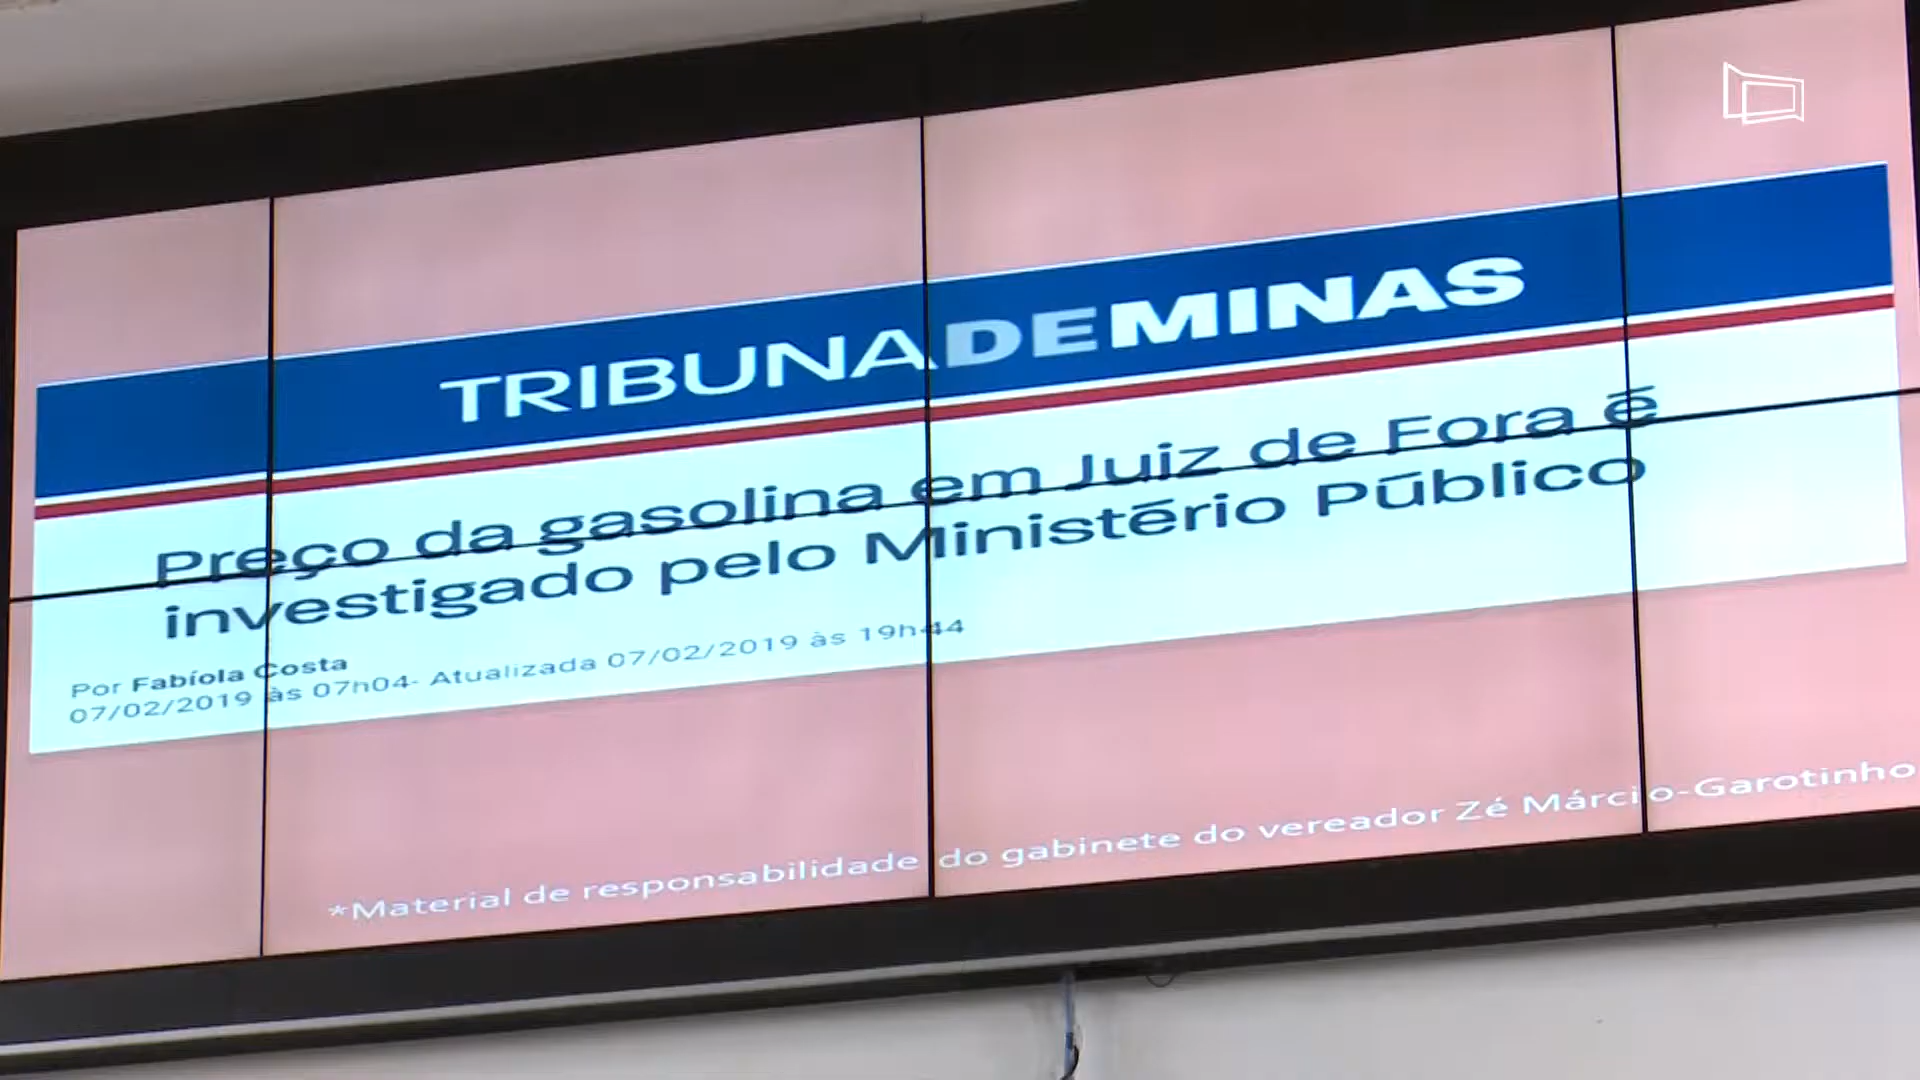 TRIBUNADEMINAS
Preço da gasolina em Juiz de Fora é
investigado pelo Ministério Público
Por Fabíola Costa
07/02/2019 às 07h04- Atualizada 07/02/2019 às 19h44
*Material de responsabilidade do gabinete do vereador Zé Márcio-Garotinho